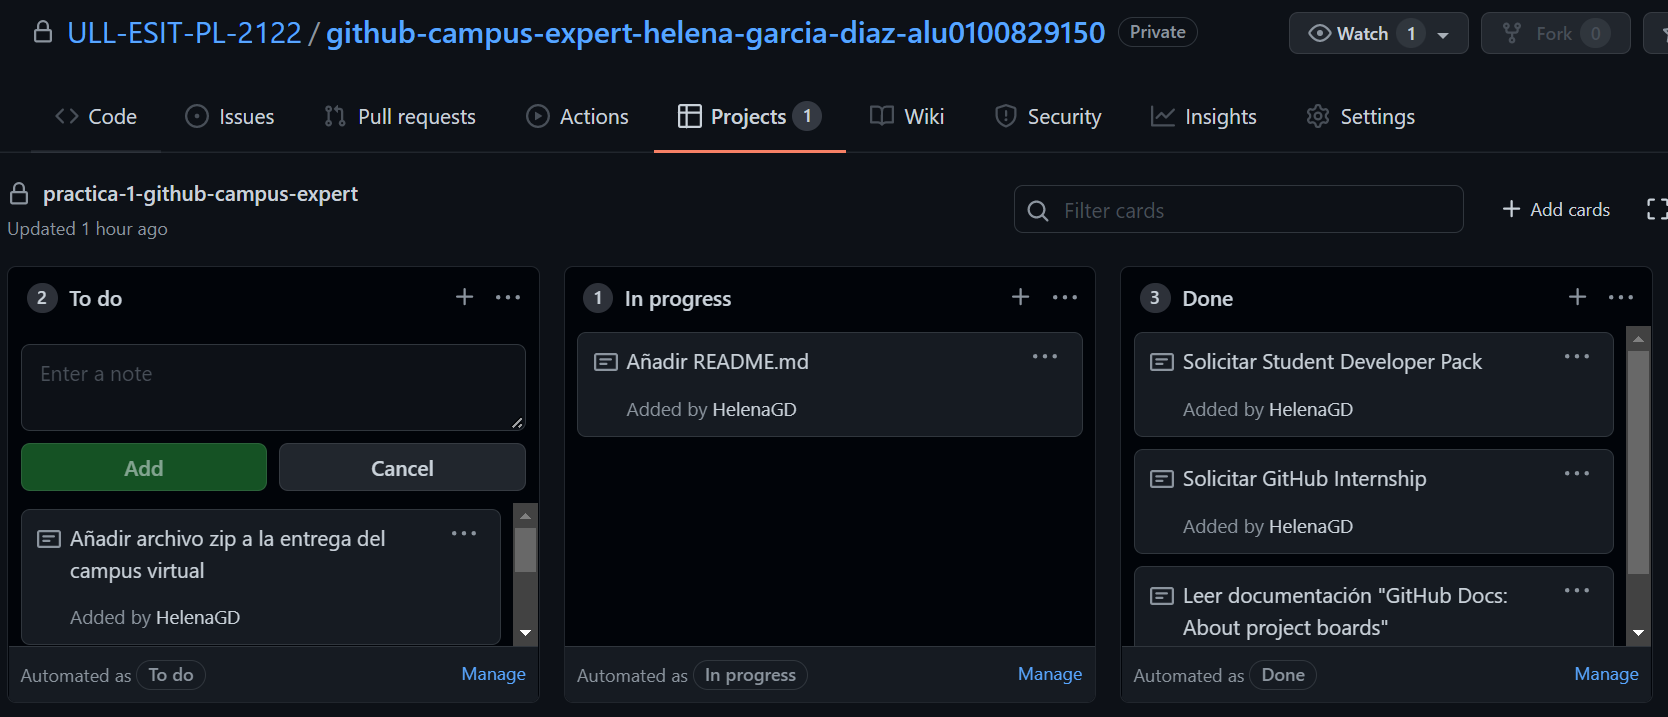 ULL-ESIT-PL-2122 / github-campus-expert-helena-garcia-diaz-alu0100829150 Private Watch 1 Fork 0
Code Issues Pull requests Actions Projects 1 Wiki Security Insights Settings
practica-1-github-campus-expert
Updated 1 hour ago
Filter cards
+ Add cards
2 To do
Enter a note
Add Cancel
Añadir archivo zip a la entrega del
campus virtual
Added by HelenaGD
Automated as To do Manage
1 In progress
Añadir README.md
Added by HelenaGD
Automated as In progress Manage
3 Done
Solicitar Student Developer Pack
Added by HelenaGD
Solicitar GitHub Internship
Added by HelenaGD
Leer documentación "GitHub Docs:
About project boards"
Automated as Done Manage